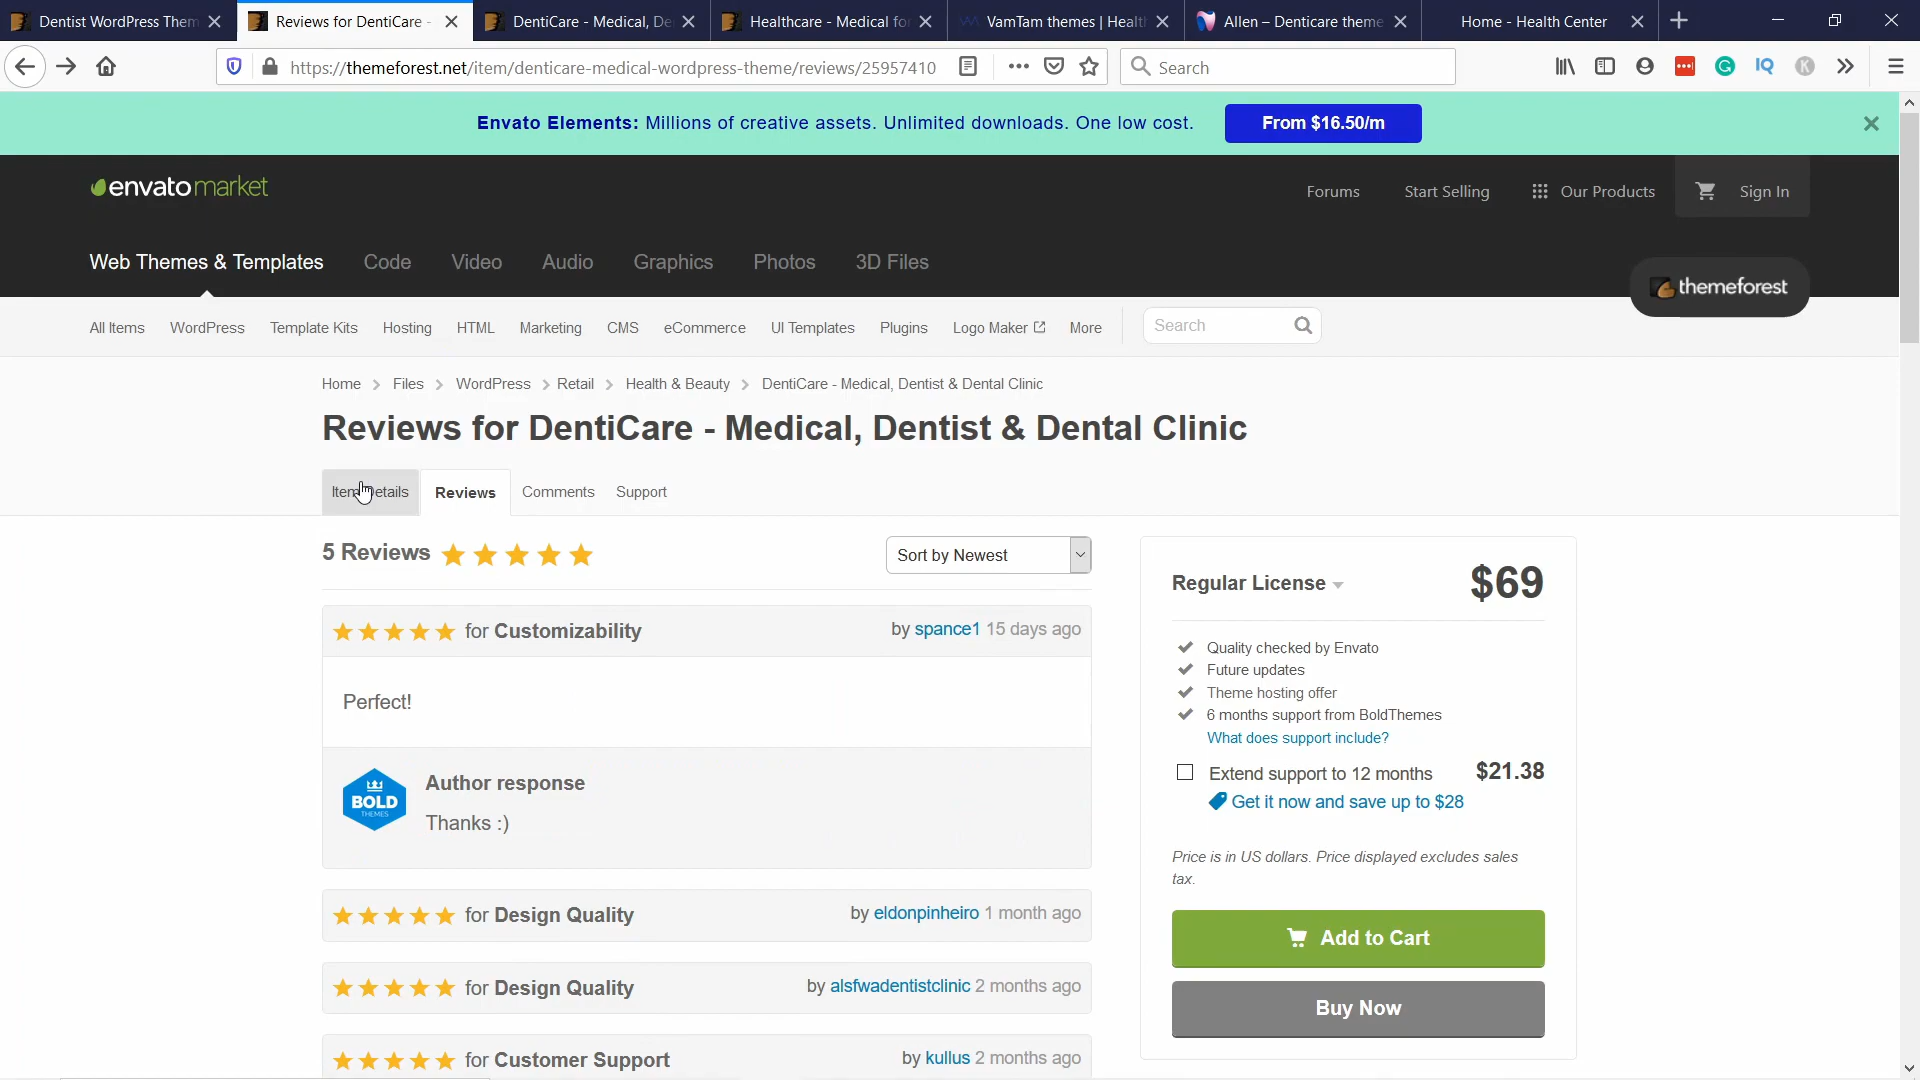 Dentist WordPress Them
Reviews for DentiCare -
DentiCare - Medical, De
Healthcare - Medical fo
VamTam themes | Healt
Allen – Denticare theme
Home - Health Center
https://themeforest.net/item/denticare-medical-wordpress-theme/reviews/25957410
Search
IQ
K
Envato Elements: Millions of creative assets. Unlimited downloads. One low cost.
From $16.50/m
envatomarket
Forums
Start Selling
Our Products
Sign In
Web Themes & Templates
Code
Video
Audio
Graphics
Photos
3D Files
themeforest
All Items
WordPress
Template Kits
Hosting
HTML
Marketing
CMS
eCommerce
UI Templates
Plugins
Logo Maker
More
Search
Home > Files > WordPress > Retail > Health & Beauty > DentiCare - Medical, Dentist & Dental Clinic
Reviews for DentiCare - Medical, Dentist & Dental Clinic
Item Details
Reviews
Comments
Support
5 Reviews
Sort by Newest
for Customizability
by spance1 15 days ago
Perfect!
BOLD
THEMES
Author response
Thanks :)
for Design Quality
by eldonpinheiro 1 month ago
for Design Quality
by alsfwadentistclinic 2 months ago
for Customer Support
by kullus 2 months ago
Regular License
$69
Quality checked by Envato
Future updates
Theme hosting offer
6 months support from BoldThemes
What does support include?
Extend support to 12 months
$21.38
Get it now and save up to $28
Price is in US dollars. Price displayed excludes sales
tax.
Add to Cart
Buy Now